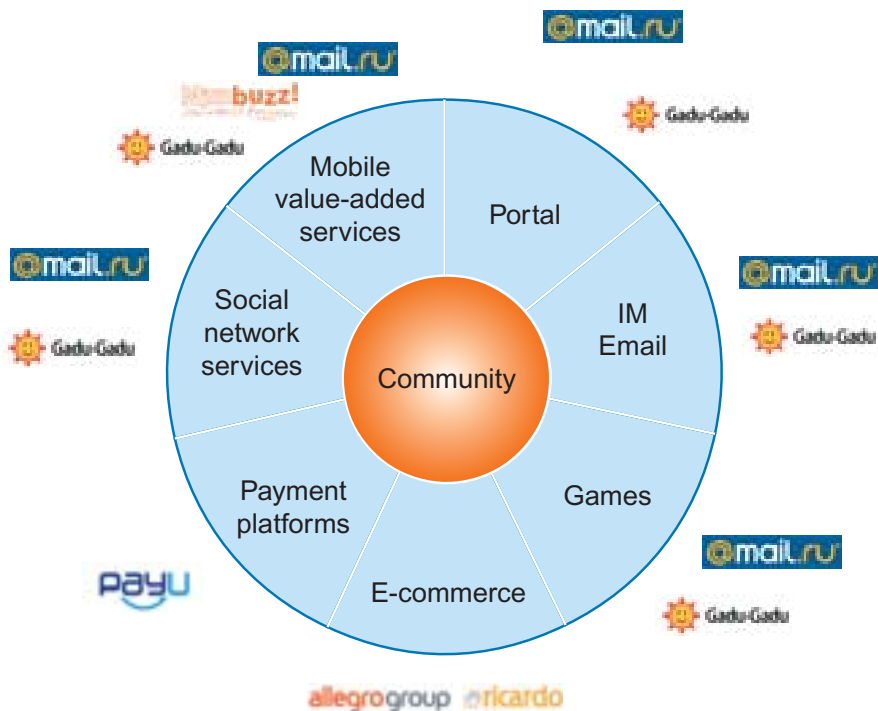 @mail.ru
@mail.ru
buzz!
Gadu-Gadu
Gadu-Gadu
Mobile
value-added
services
Portal
@mail.ru
Gadu-Gadu
Social
network
services
IM
Email
@mail.ru
Gadu-Gadu
Community
Payment
platforms
Games
E-commerce
@mail.ru
Gadu-Gadu
PayU
allegrogroup
ricardo